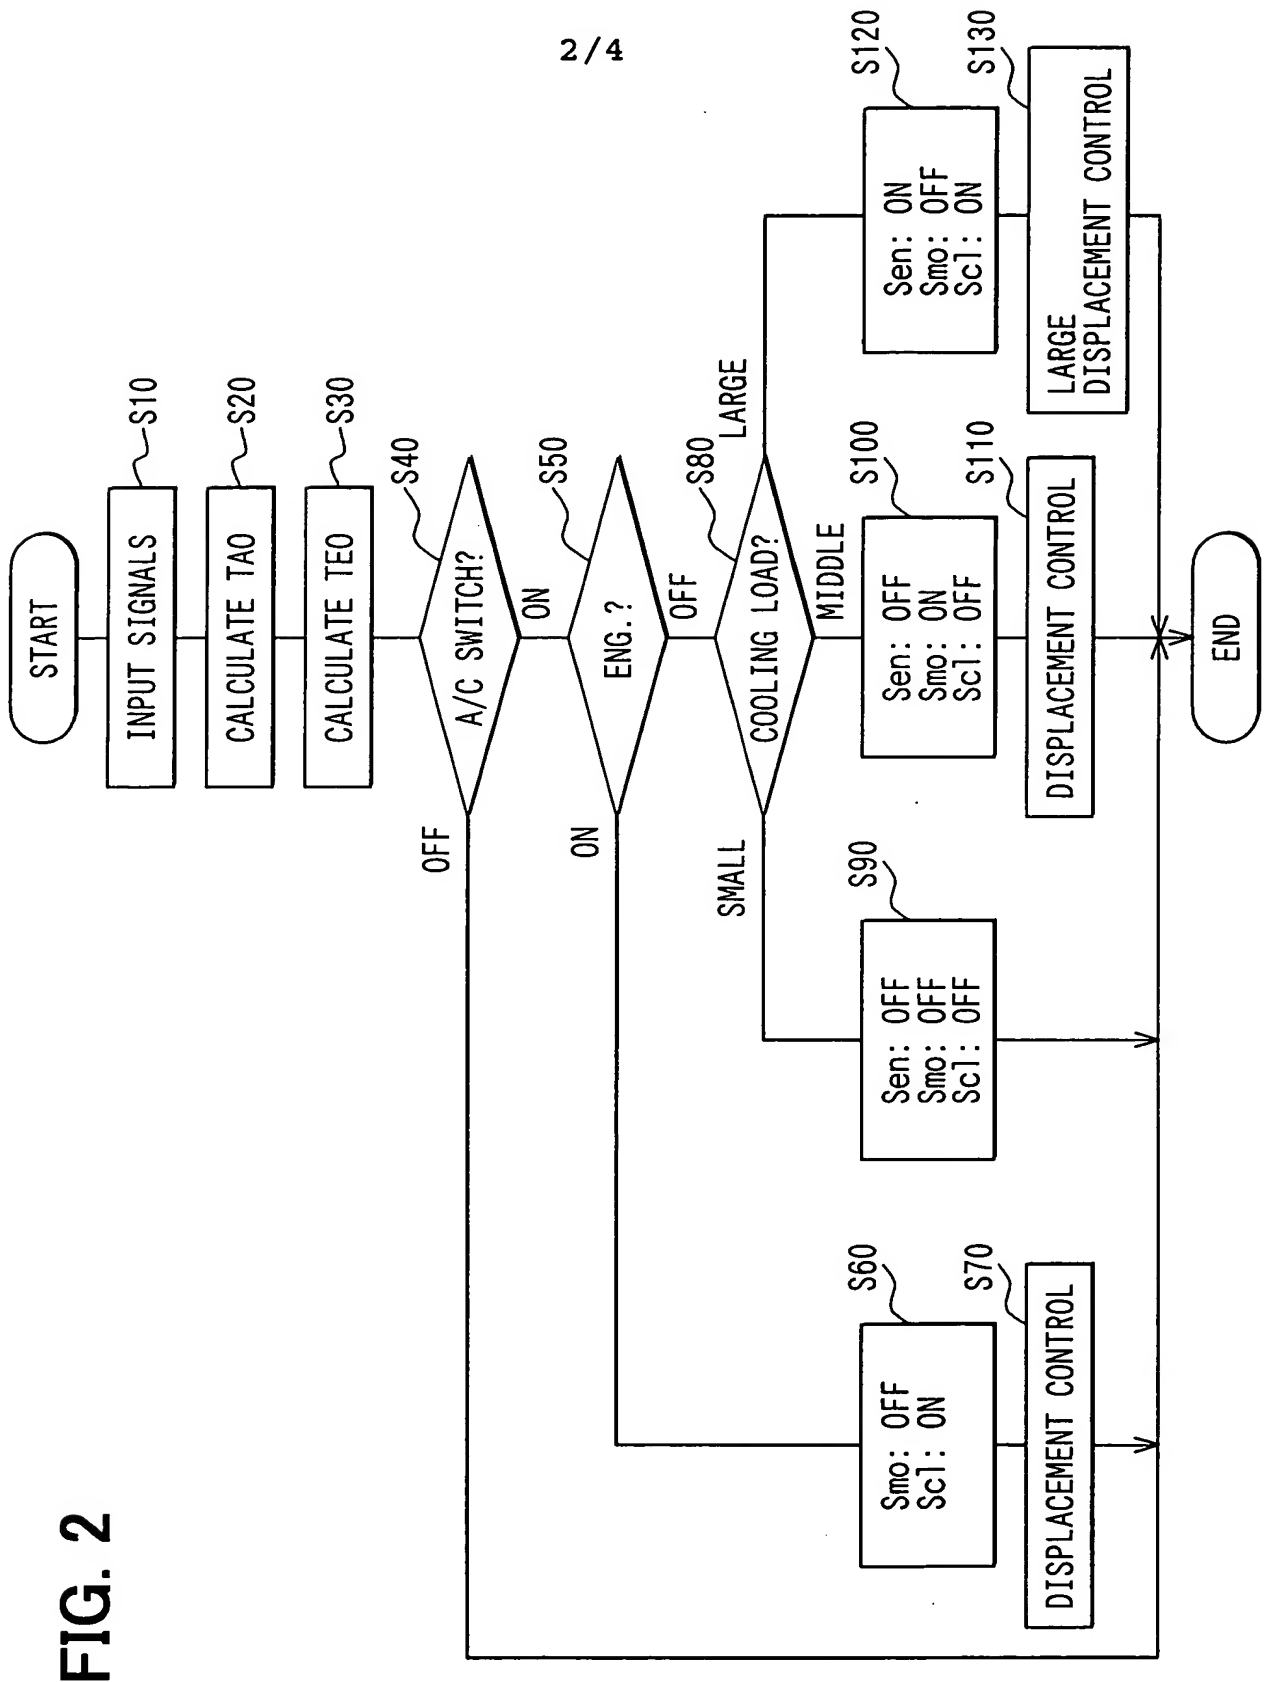 2/4
FIG. 2
START
INPUT SIGNALS
S10
CALCULATE TAO
S20
CALCULATE TEO
S30
A/C SWITCH?
S40
OFF
ON
ENG.?
S50
ON
OFF
COOLING LOAD?
S80
SMALL
MIDDLE
LARGE
S60
Smo: OFF
Scl: ON
S70
DISPLACEMENT CONTROL
S90
Sen: OFF
Smo: OFF
Scl: OFF
S100
Sen: OFF
Smo: ON
Scl: OFF
S110
DISPLACEMENT CONTROL
S120
Sen: ON
Smo: OFF
Scl: ON
S130
LARGE
DISPLACEMENT CONTROL
END